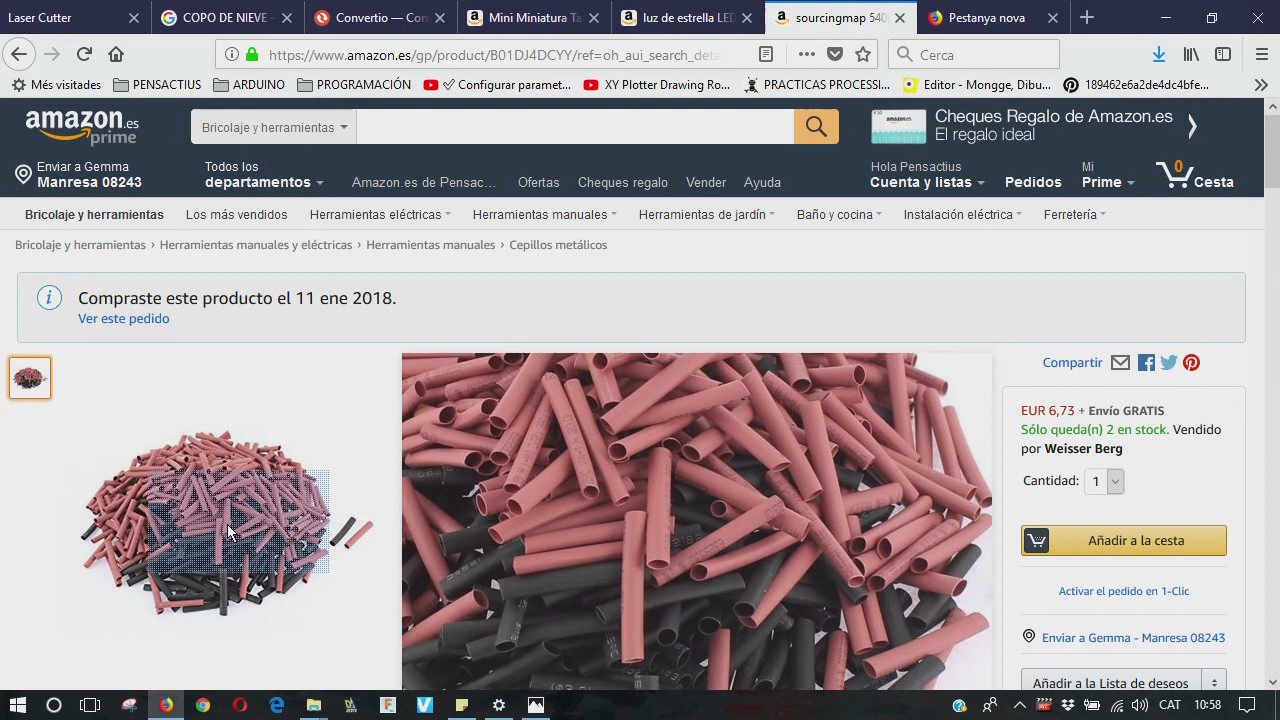 Laser Cutter
COPO DE NIEVE -
Convertio — Con
Mini Miniatura Ta
luz de estrella LED
sourcingmap 540
Pestanya nova
https://www.amazon.es/gp/product/B01DJ4DCYY/ref=oh_aui_search_deta
Cerca
Más visitades
PENSACTIUS
ARDUINO
PROGRAMACIÓN
Configurar paramet...
XY Plotter Drawing Ro...
PRACTICAS PROCESSI...
Editor - Mongge, Dibu...
189462e6a2de4dc4bfe...
amazon.es
prime
Bricolaje y herramientas
Cheques Regalo de Amazon.es
El regalo ideal
Enviar a Gemma
Manresa 08243
Todos los
departamentos
Amazon.es de Pensac...
Ofertas
Cheques regalo
Vender
Ayuda
Hola Pensactius
Cuenta y listas
Pedidos
Mi
Prime
0
Cesta
Bricolaje y herramientas
Los más vendidos
Herramientas eléctricas
Herramientas manuales
Herramientas de jardín
Baño y cocina
Instalación eléctrica
Ferretería
Bricolaje y herramientas › Herramientas manuales y eléctricas › Herramientas manuales › Cepillos metálicos
Compraste este producto el 11 ene 2018.
Ver este pedido
Compartir
EUR 6,73 + Envío GRATIS
Sólo queda(n) 2 en stock. Vendido
por Weisser Berg
Cantidad: 1
Añadir a la cesta
Activar el pedido en 1-Clic
Enviar a Gemma - Manresa 08243
Añadir a la Lista de deseos
CAT
10:58